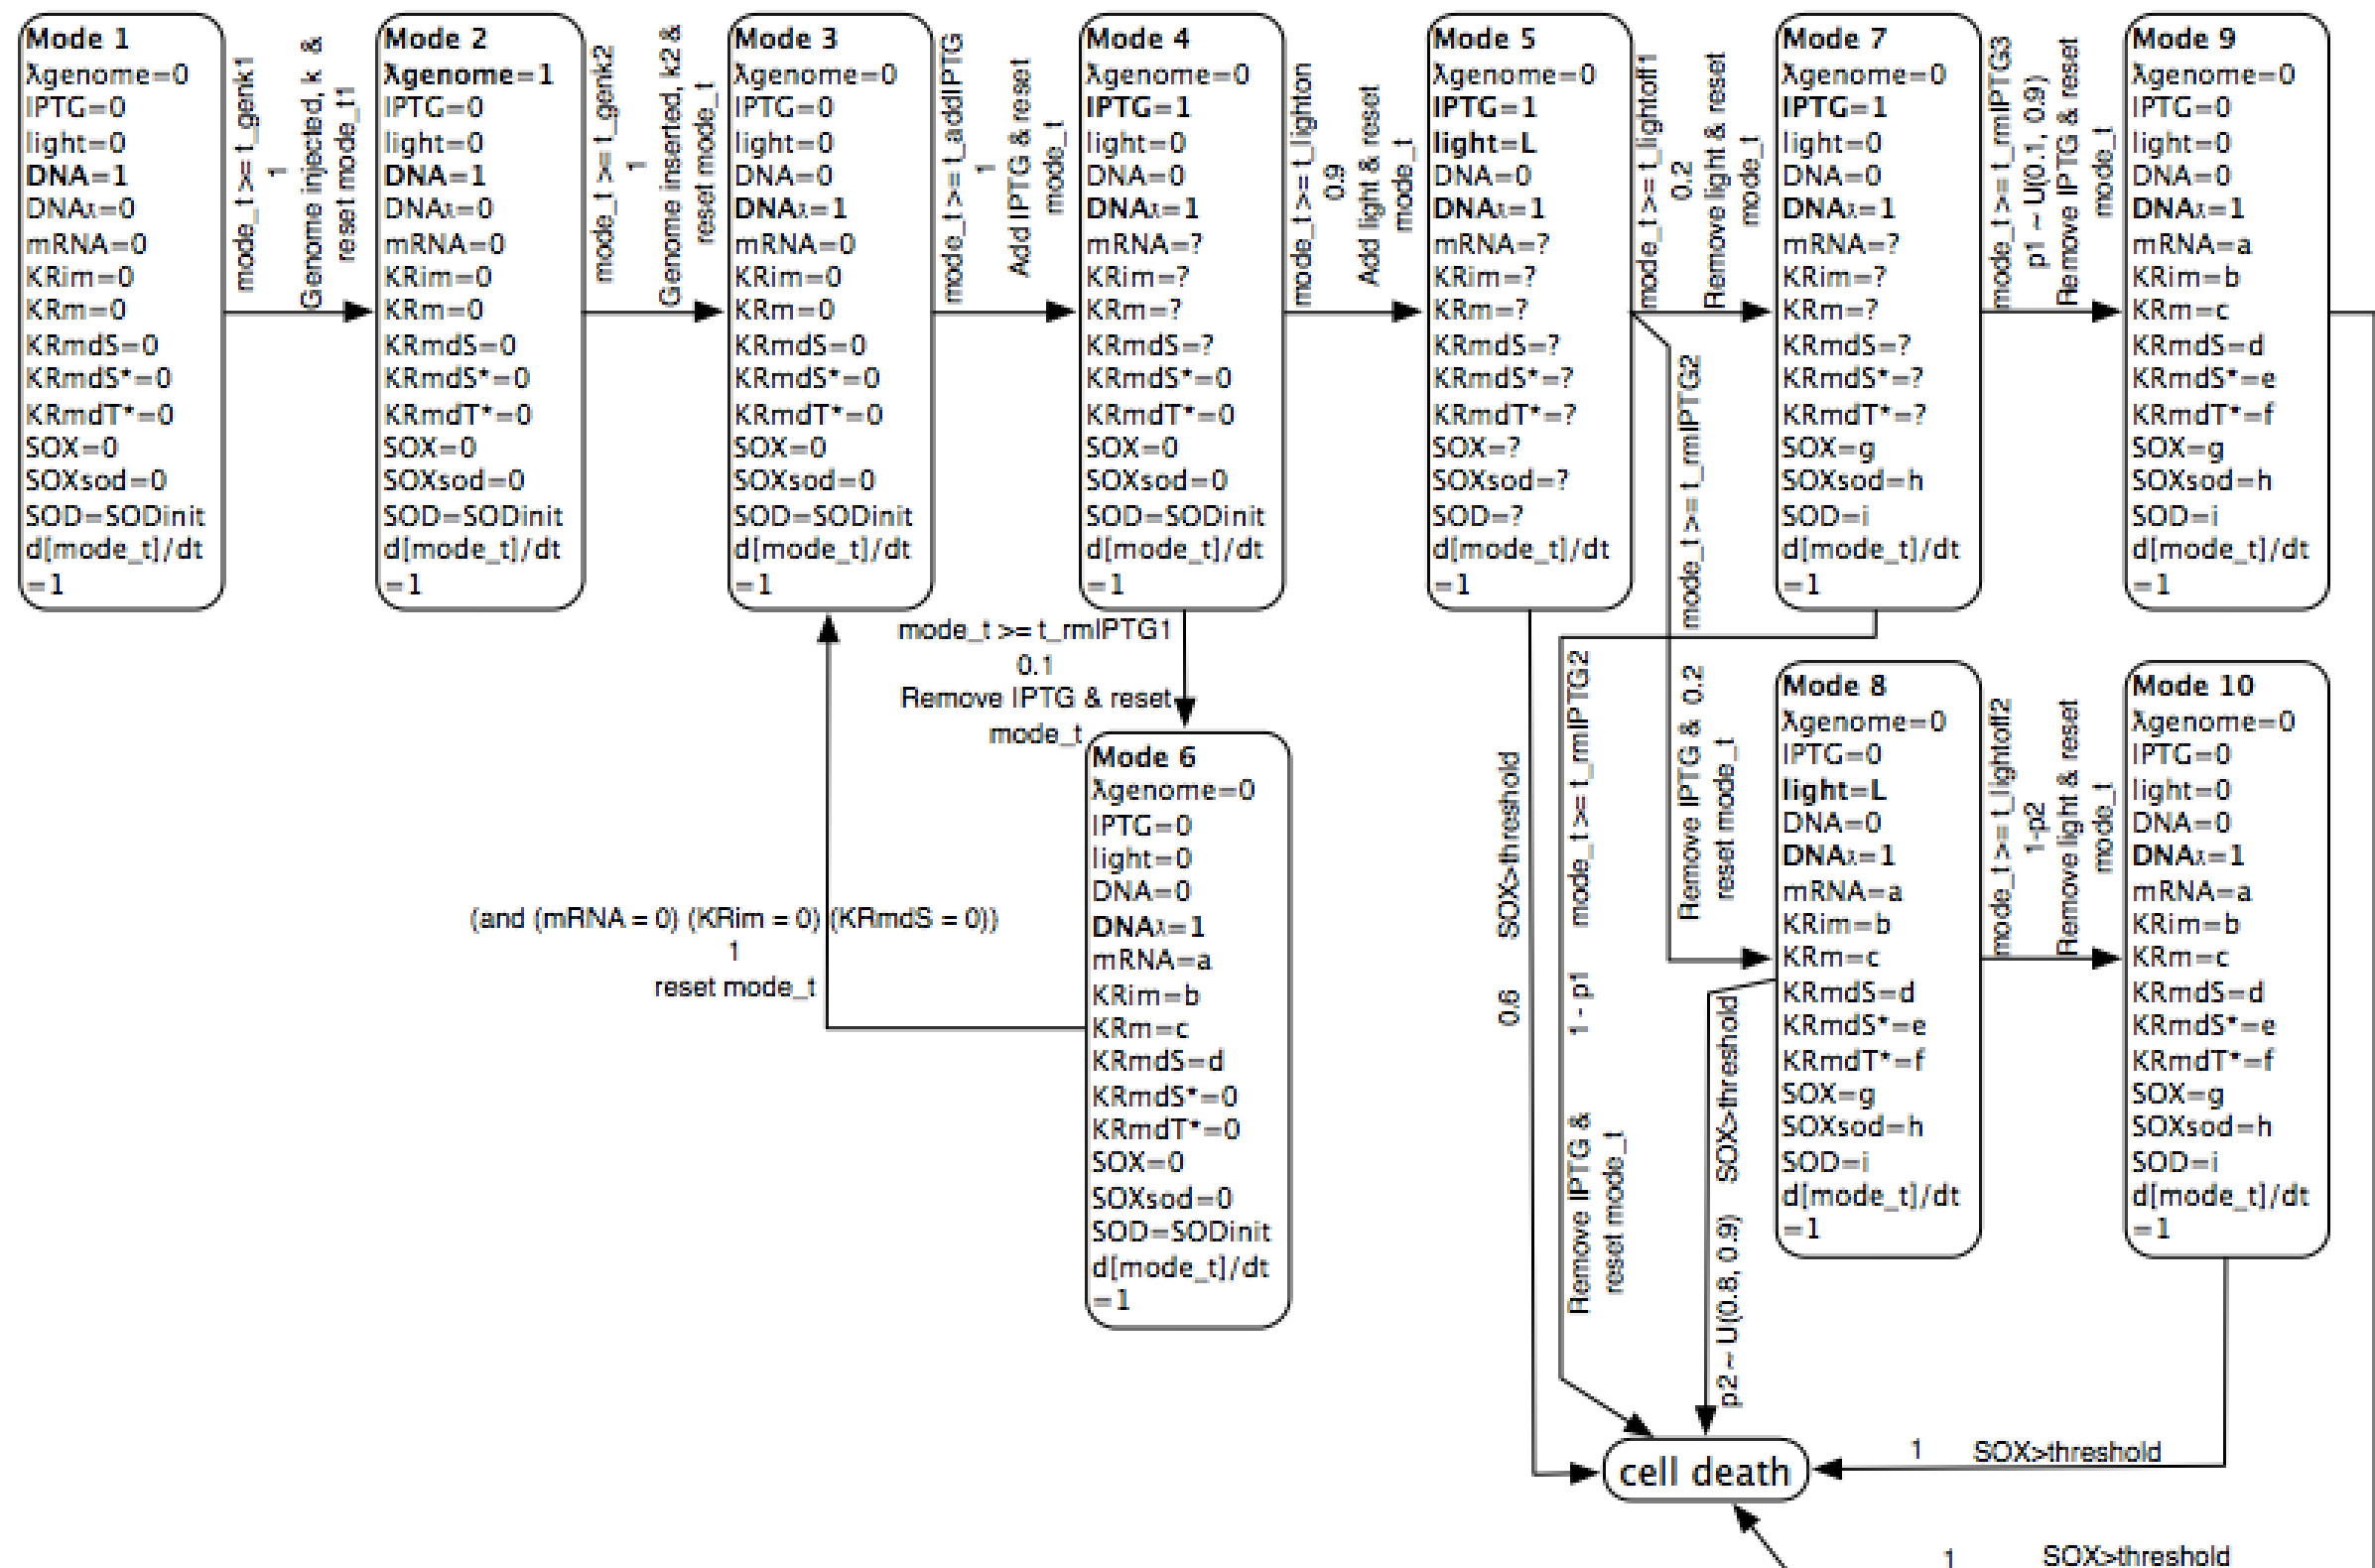 Mode 1
λgenome=0
IPTG=0
light=0
DNA=1
DNAλ=0
mRNA=0
KRim=0
KRm=0
KRmdS=0
KRmdS*=0
KRmdT*=0
SOX=0
SOXsod=0
SOD=SODinit
d[mode_t]/dt
=1
mode_t >= t_genk1
1
Genome injected, k &
reset mode_t1
Mode 2
λgenome=1
IPTG=0
light=0
DNA=1
DNAλ=0
mRNA=0
KRim=0
KRm=0
KRmdS=0
KRmdS*=0
KRmdT*=0
SOX=0
SOXsod=0
SOD=SODinit
d[mode_t]/dt
=1
mode_t >= t_genk2
1
Genome inserted, k2 &
reset mode_t
Mode 3
λgenome=0
IPTG=0
light=0
DNA=0
DNAλ=1
mRNA=0
KRim=0
KRm=0
KRmdS=0
KRmdS*=0
KRmdT*=0
SOX=0
SOXsod=0
SOD=SODinit
d[mode_t]/dt
=1
mode_t >= t_addIPTG
1
Add IPTG & reset
mode_t
Mode 4
λgenome=0
IPTG=1
light=0
DNA=0
DNAλ=1
mRNA=?
KRim=?
KRm=?
KRmdS=?
KRmdS*=0
KRmdT*=0
SOX=0
SOXsod=0
SOD=SODinit
d[mode_t]/dt
=1
mode_t >= t_lighton
0.9
Add light & reset
mode_t
Mode 5
λgenome=0
IPTG=1
light=L
DNA=0
DNAλ=1
mRNA=?
KRim=?
KRm=?
KRmdS=?
KRmdS*=?
KRmdT*=?
SOX=?
SOXsod=?
SOD=?
d[mode_t]/dt
=1
mode_t >= t_lightoff1
0.2
Remove light & reset
mode_t
Mode 7
λgenome=0
IPTG=1
light=0
DNA=0
DNAλ=1
mRNA=?
KRim=?
KRm=?
KRmdS=?
KRmdS*=?
KRmdT*=?
SOX=g
SOXsod=h
SOD=i
d[mode_t]/dt
=1
mode_t >= t_rmIPTG3
p1 ~ U(0.1, 0.9)
Remove IPTG & reset
mode_t
Mode 9
λgenome=0
IPTG=0
light=0
DNA=0
DNAλ=1
mRNA=a
KRim=b
KRm=c
KRmdS=d
KRmdS*=e
KRmdT*=f
SOX=g
SOXsod=h
SOD=i
d[mode_t]/dt
=1
mode_t >= t_rmIPTG1
0.1
Remove IPTG & reset
mode_t
Mode 6
λgenome=0
IPTG=0
light=0
DNA=0
DNAλ=1
mRNA=a
KRim=b
KRm=c
KRmdS=d
KRmdS*=0
KRmdT*=0
SOX=0
SOXsod=0
SOD=SODinit
d[mode_t]/dt
=1
(and (mRNA = 0) (KRim = 0) (KRmdS = 0))
1
reset mode_t
0.6 SOX>threshold
mode_t >= t_rmIPTG2
1 - p1
Remove IPTG &
reset mode_t
mode_t >= t_rmIPTG2
0.2
Remove IPTG &
reset mode_t
Mode 8
λgenome=0
IPTG=0
light=L
DNA=0
DNAλ=1
mRNA=a
KRim=b
KRm=c
KRmdS=d
KRmdS*=e
KRmdT*=f
SOX=g
SOXsod=h
SOD=i
d[mode_t]/dt
=1
p2 ~ U(0.8, 0.9) SOX>threshold
mode_t >= t_lightoff2
1-p2
Remove light & reset
mode_t
Mode 10
λgenome=0
IPTG=0
light=0
DNA=0
DNAλ=1
mRNA=a
KRim=b
KRm=c
KRmdS=d
KRmdS*=e
KRmdT*=f
SOX=g
SOXsod=h
SOD=i
d[mode_t]/dt
=1
cell death
1 SOX>threshold
1 SOX>threshold